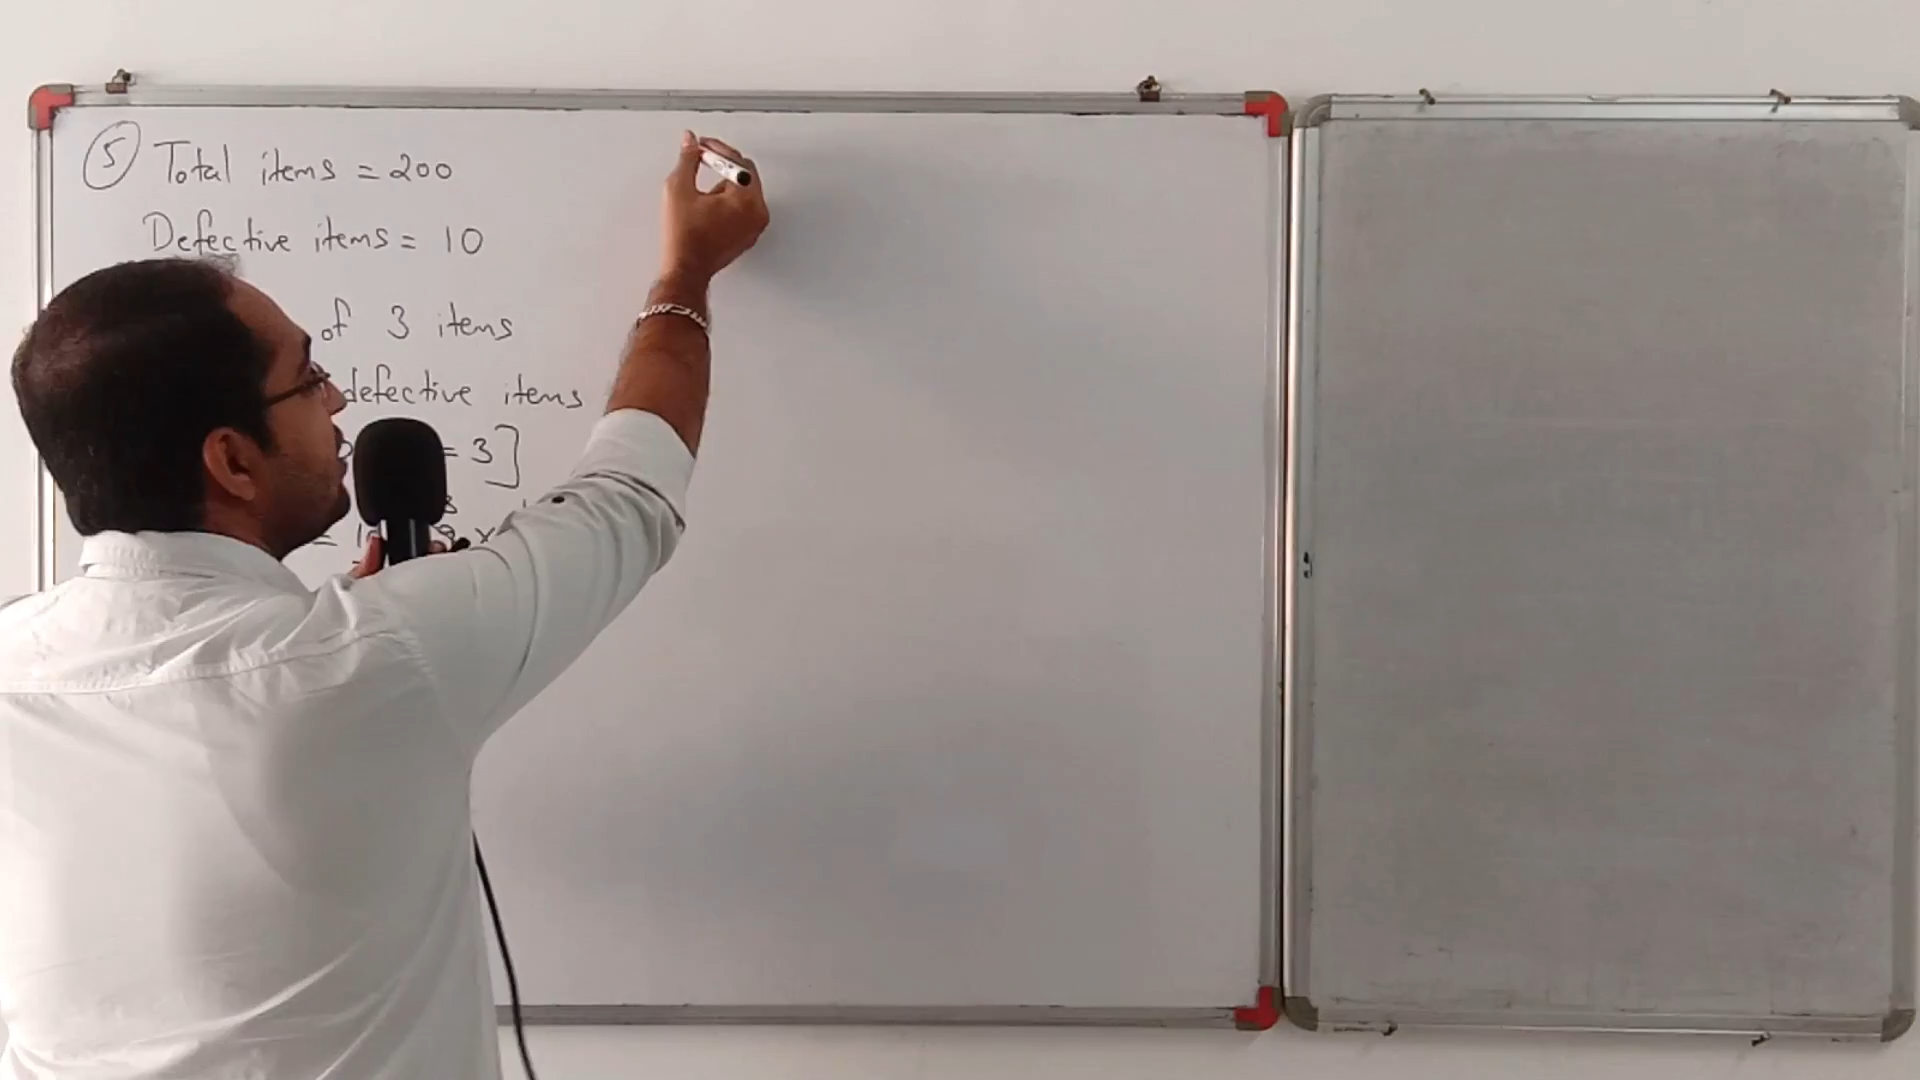 5 Total items = 200
Defective items = 10
of 3 items
defective items
= 3]